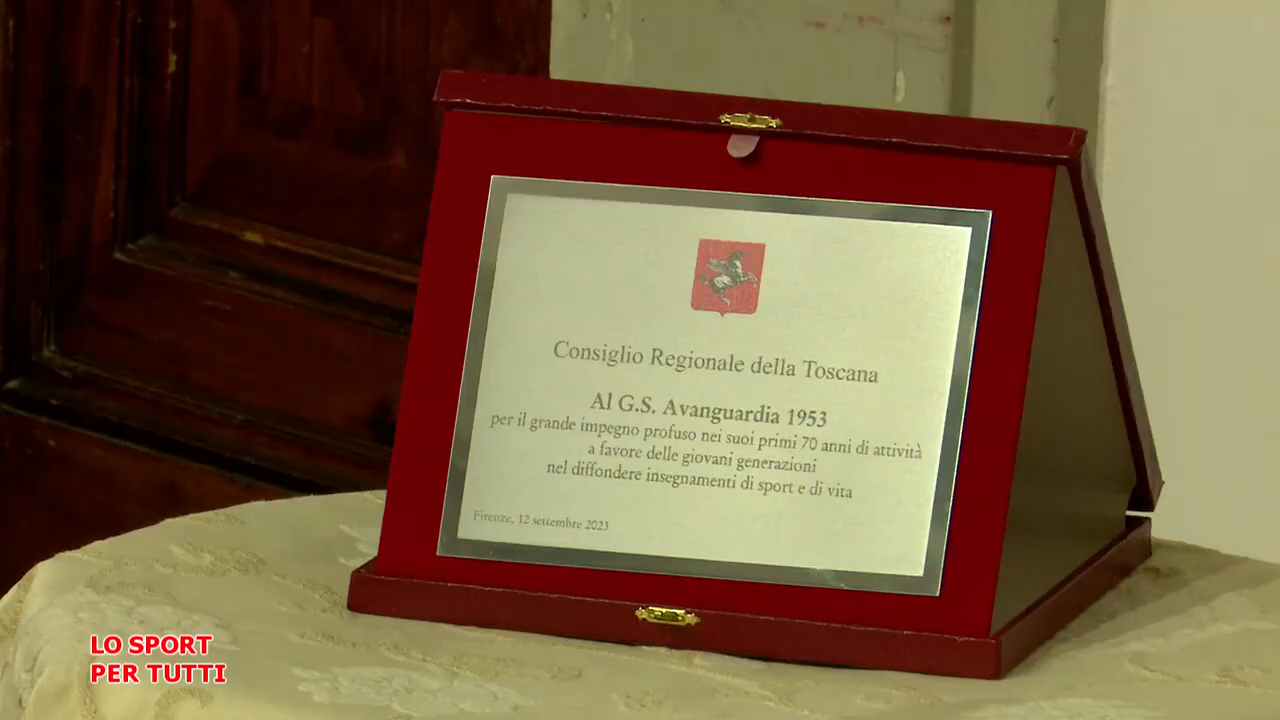 Consiglio Regionale della Toscana
Al G.S. Avanguardia 1953
per il grande impegno profuso nei suoi primi 70 anni di attività
a favore delle giovani generazioni
nel diffondere insegnamenti di sport e di vita
Firenze, 12 settembre 2023
LO SPORT
PER TUTTI